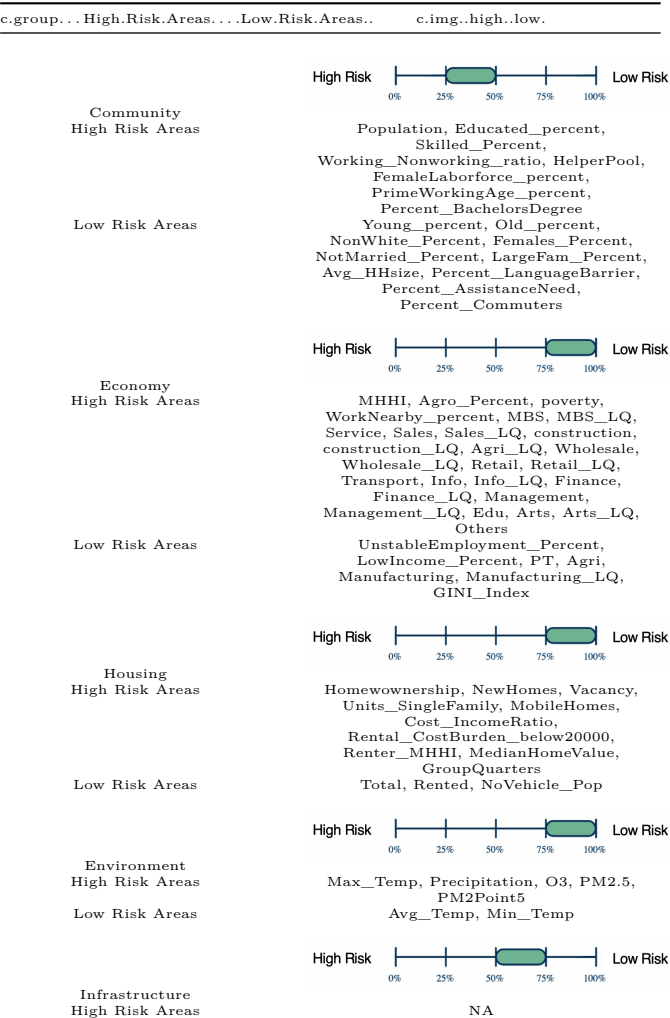 c.group...High.Risk.Areas....Low.Risk.Areas.. c.img..high..low.
High Risk Low Risk
0% 25% 50% 75% 100%
Community
High Risk Areas Population, Educated_percent,
Skilled_Percent,
Working_Nonworking_ratio, HelperPool,
FemaleLaborforce_percent,
PrimeWorkingAge_percent,
Percent_BachelorsDegree
Low Risk Areas Young_percent, Old_percent,
NonWhite_Percent, Females_Percent,
NotMarried_Percent, LargeFam_Percent,
Avg_HHsize, Percent_LanguageBarrier,
Percent_AssistanceNeed,
Percent_Commuters
High Risk Low Risk
0% 25% 50% 75% 100%
Economy
High Risk Areas MHHI, Agro_Percent, poverty,
WorkNearby_percent, MBS, MBS_LQ,
Service, Sales, Sales_LQ, construction,
construction_LQ, Agri_LQ, Wholesale,
Wholesale_LQ, Retail, Retail_LQ,
Transport, Info, Info_LQ, Finance,
Finance_LQ, Management,
Management_LQ, Edu, Arts, Arts_LQ,
Others
Low Risk Areas UnstableEmployment_Percent,
LowIncome_Percent, PT, Agri,
Manufacturing, Manufacturing_LQ,
GINI_Index
High Risk Low Risk
0% 25% 50% 75% 100%
Housing
High Risk Areas Homewownership, NewHomes, Vacancy,
Units_SingleFamily, MobileHomes,
Cost_IncomeRatio,
Rental_CostBurden_below20000,
Renter_MHHI, MedianHomeValue,
GroupQuarters
Low Risk Areas Total, Rented, NoVehicle_Pop
High Risk Low Risk
0% 25% 50% 75% 100%
Environment
High Risk Areas Max_Temp, Precipitation, O3, PM2.5,
PM2Point5
Low Risk Areas Avg_Temp, Min_Temp
High Risk Low Risk
0% 25% 50% 75% 100%
Infrastructure
High Risk Areas NA